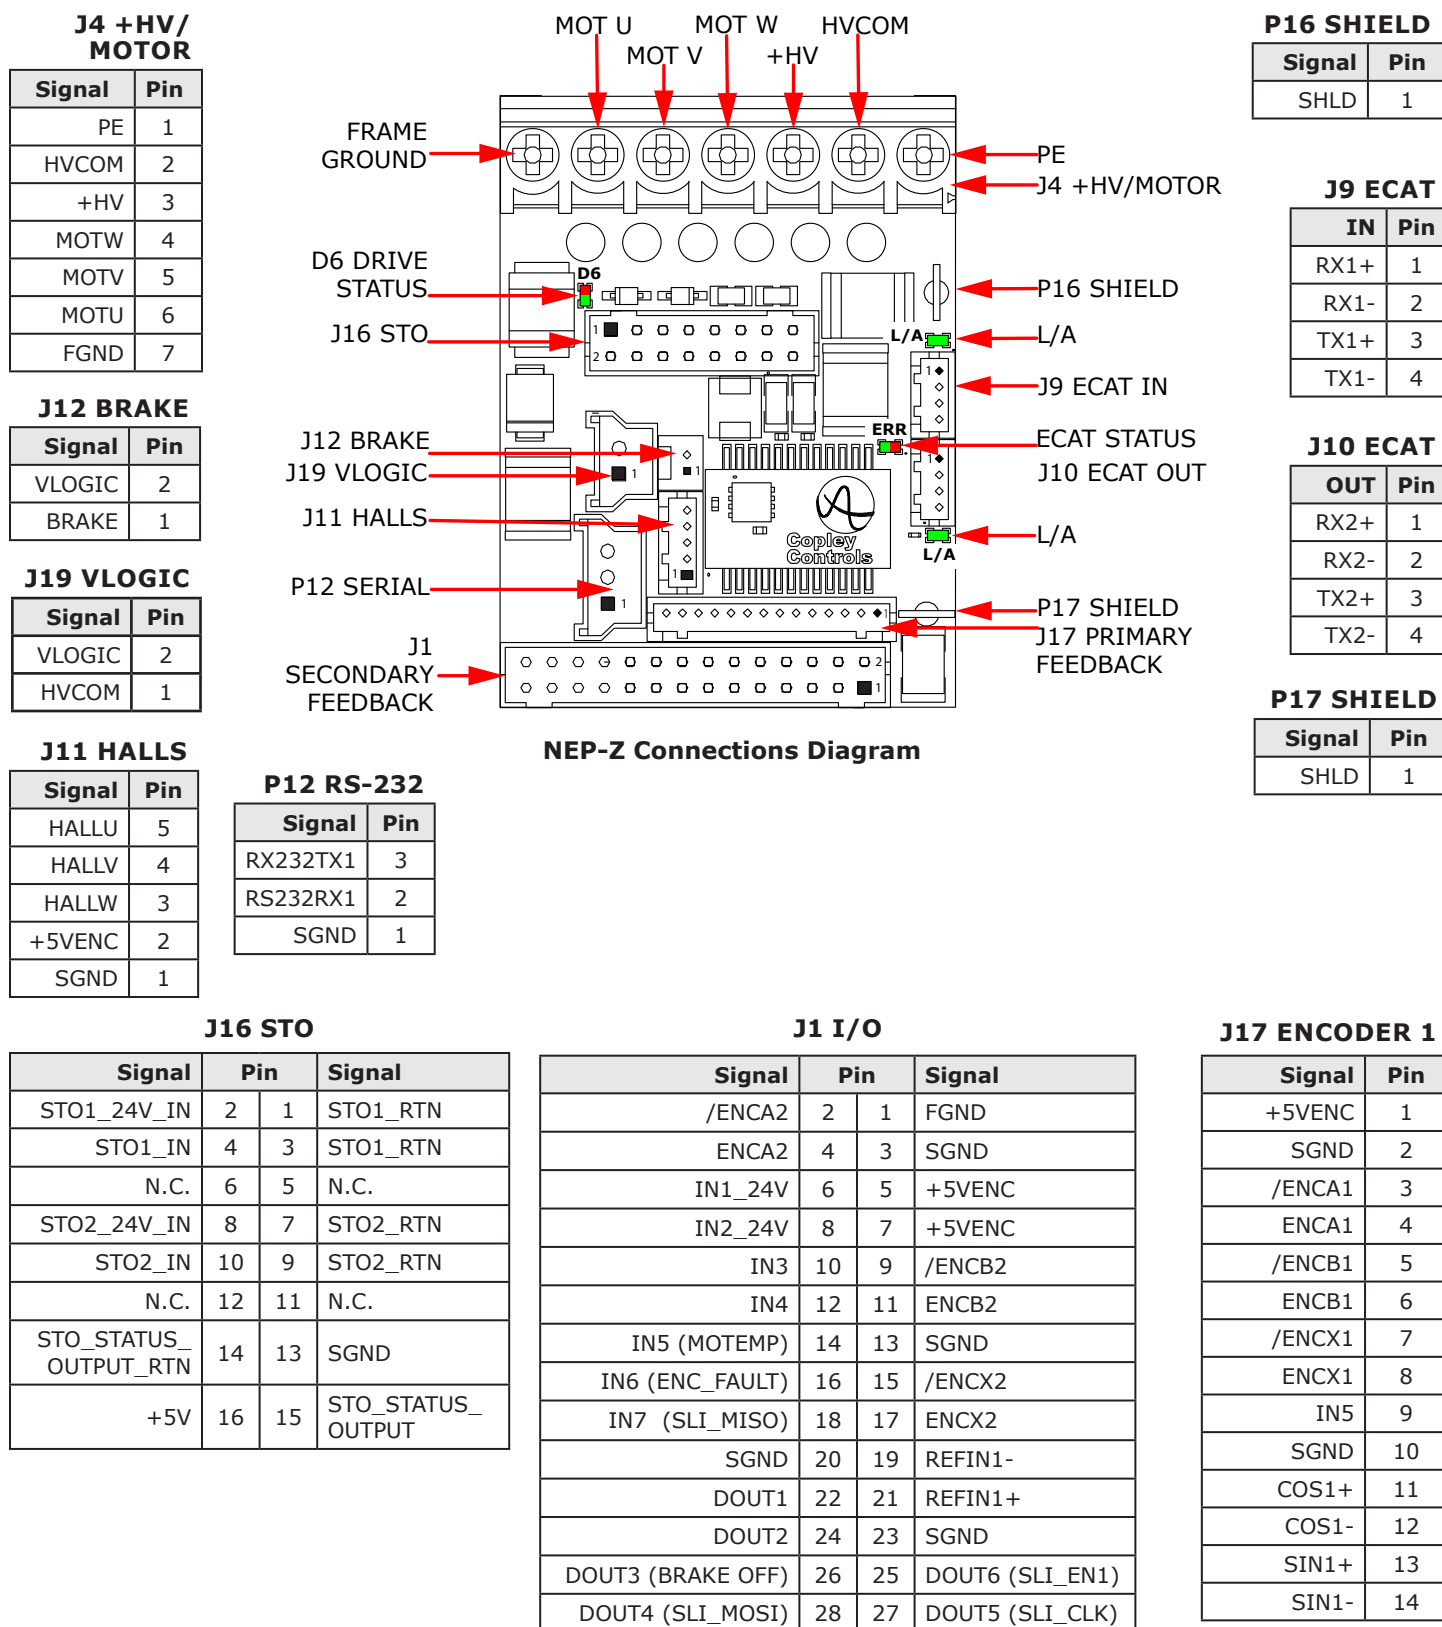 J4 +HV/
MOTOR
Signal Pin
PE 1
HVCOM 2
+HV 3
MOTW 4
MOTV 5
MOTU 6
FGND 7
J12 BRAKE
Signal Pin
VLOGIC 2
BRAKE 1
J19 VLOGIC
Signal Pin
VLOGIC 2
HVCOM 1
J11 HALLS
Signal Pin
HALLU 5
HALLV 4
HALLW 3
+5VENC 2
SGND 1
P12 RS-232
Signal Pin
RX232TX1 3
RS232RX1 2
SGND 1
MOT U MOT W HVCOM
MOT V +HV
FRAME
GROUND
PE
J4 +HV/MOTOR
D6 DRIVE
STATUS
D6
P16 SHIELD
J16 STO
1
2
L/A
L/A
J9 ECAT IN
1
J12 BRAKE
J19 VLOGIC
1
1
ERR
ECAT STATUS
J10 ECAT OUT
1
J11 HALLS
1
Copley
Controls
L/A
L/A
P12 SERIAL
1
P17 SHIELD
J17 PRIMARY
FEEDBACK
1
J1
SECONDARY
FEEDBACK
2
1
NEP-Z Connections Diagram
P16 SHIELD
Signal Pin
SHLD 1
J9 ECAT
IN Pin
RX1+ 1
RX1- 2
TX1+ 3
TX1- 4
J10 ECAT
OUT Pin
RX2+ 1
RX2- 2
TX2+ 3
TX2- 4
P17 SHIELD
Signal Pin
SHLD 1
J16 STO
Signal Pin Signal
STO1_24V_IN 2 1 STO1_RTN
STO1_IN 4 3 STO1_RTN
N.C. 6 5 N.C.
STO2_24V_IN 8 7 STO2_RTN
STO2_IN 10 9 STO2_RTN
N.C. 12 11 N.C.
STO_STATUS_
OUTPUT_RTN 14 13 SGND
+5V 16 15 STO_STATUS_
OUTPUT
J1 I/O
Signal Pin Signal
/ENCA2 2 1 FGND
ENCA2 4 3 SGND
IN1_24V 6 5 +5VENC
IN2_24V 8 7 +5VENC
IN3 10 9 /ENCB2
IN4 12 11 ENCB2
IN5 (MOTEMP) 14 13 SGND
IN6 (ENC_FAULT) 16 15 /ENCX2
IN7 (SLI_MISO) 18 17 ENCX2
SGND 20 19 REFIN1-
DOUT1 22 21 REFIN1+
DOUT2 24 23 SGND
DOUT3 (BRAKE OFF) 26 25 DOUT6 (SLI_EN1)
DOUT4 (SLI_MOSI) 28 27 DOUT5 (SLI_CLK)
J17 ENCODER 1
Signal Pin
+5VENC 1
SGND 2
/ENCA1 3
ENCA1 4
/ENCB1 5
ENCB1 6
/ENCX1 7
ENCX1 8
IN5 9
SGND 10
COS1+ 11
COS1- 12
SIN1+ 13
SIN1- 14